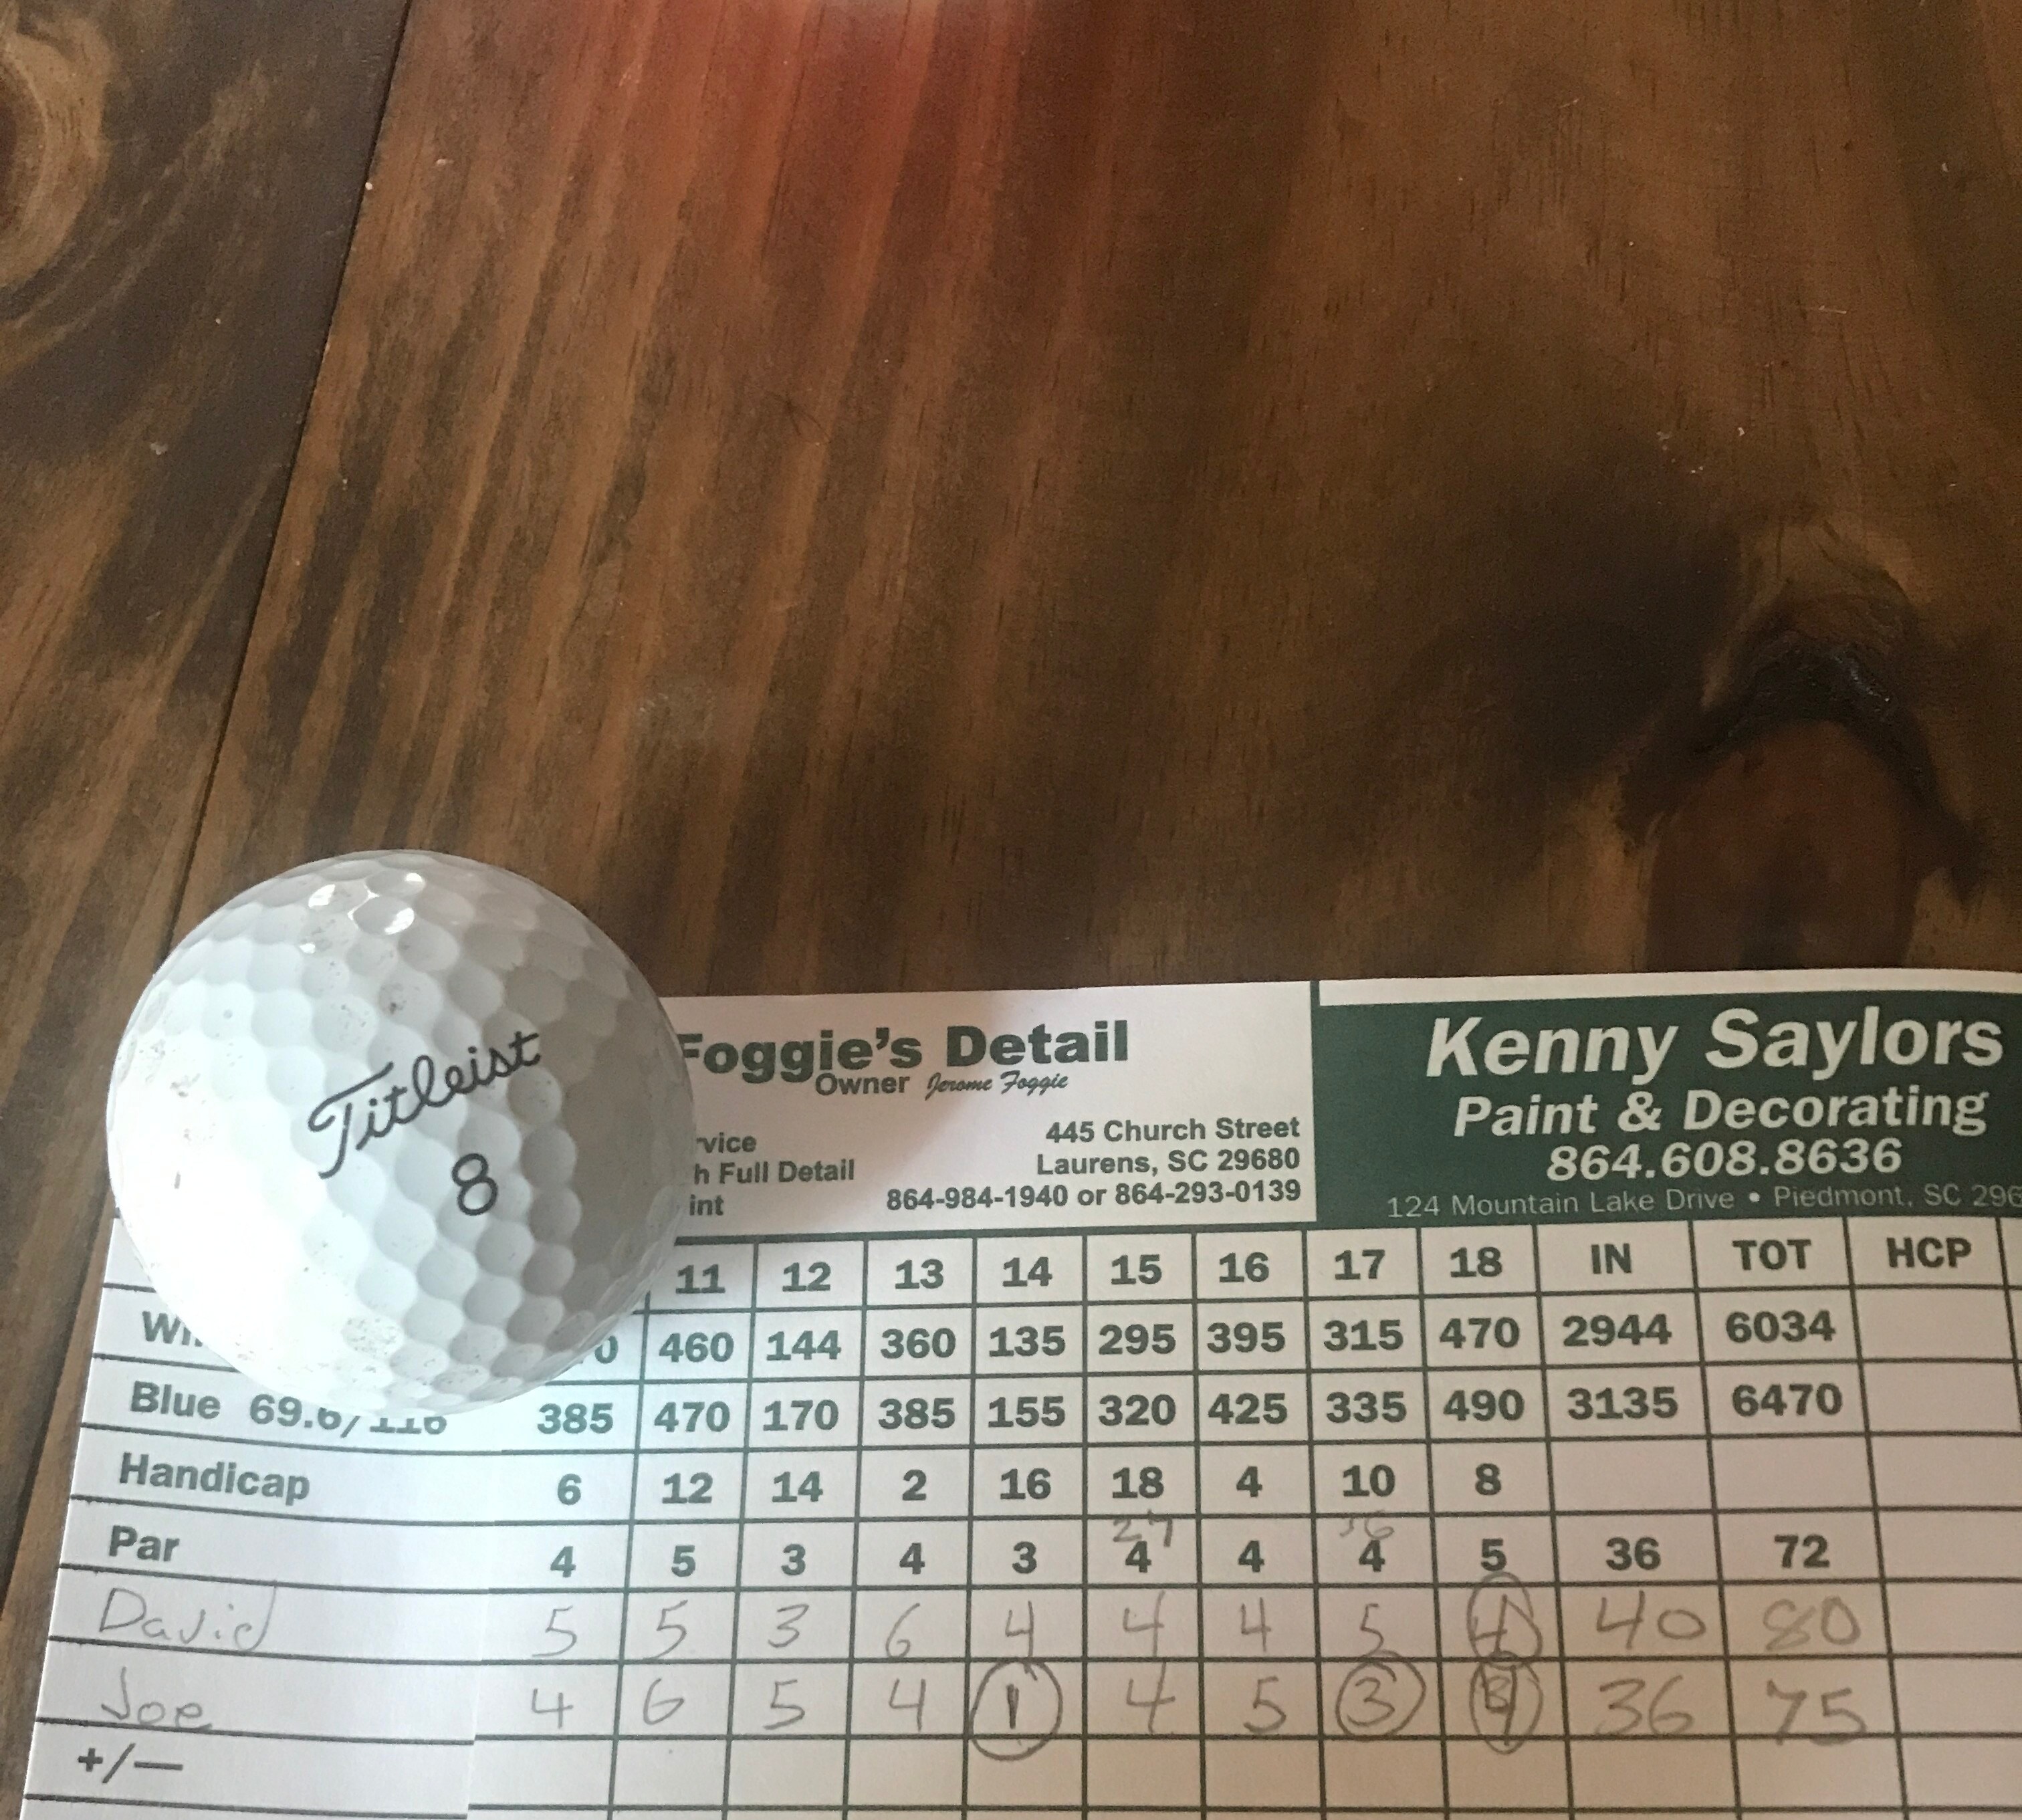 Titleist
8
Foggie's Detail
Owner Jerome Foggie
445 Church Street
Full Detail
Laurens, SC 29680
864-984-1940 or 864-293-0139
Kenny Saylors
Paint & Decorating
864.608.8636
124 Mountain Lake Drive • Piedmont, SC 296
11 12 13 14 15 16 17 18 IN TOT HCP
460 144 360 135 295 395 315 470 2944 6034
Blue 69.6/116 385 470 170 385 155 320 425 335 490 3135 6470
Handicap 6 12 14 2 16 18 4 10 8
27 36
Par 4 5 3 4 3 4 4 4 5 36 72
David 5 5 3 6 4 4 4 5 4 40 80
Joe 4 6 5 4 1 4 5 3 4 36 75
+/—